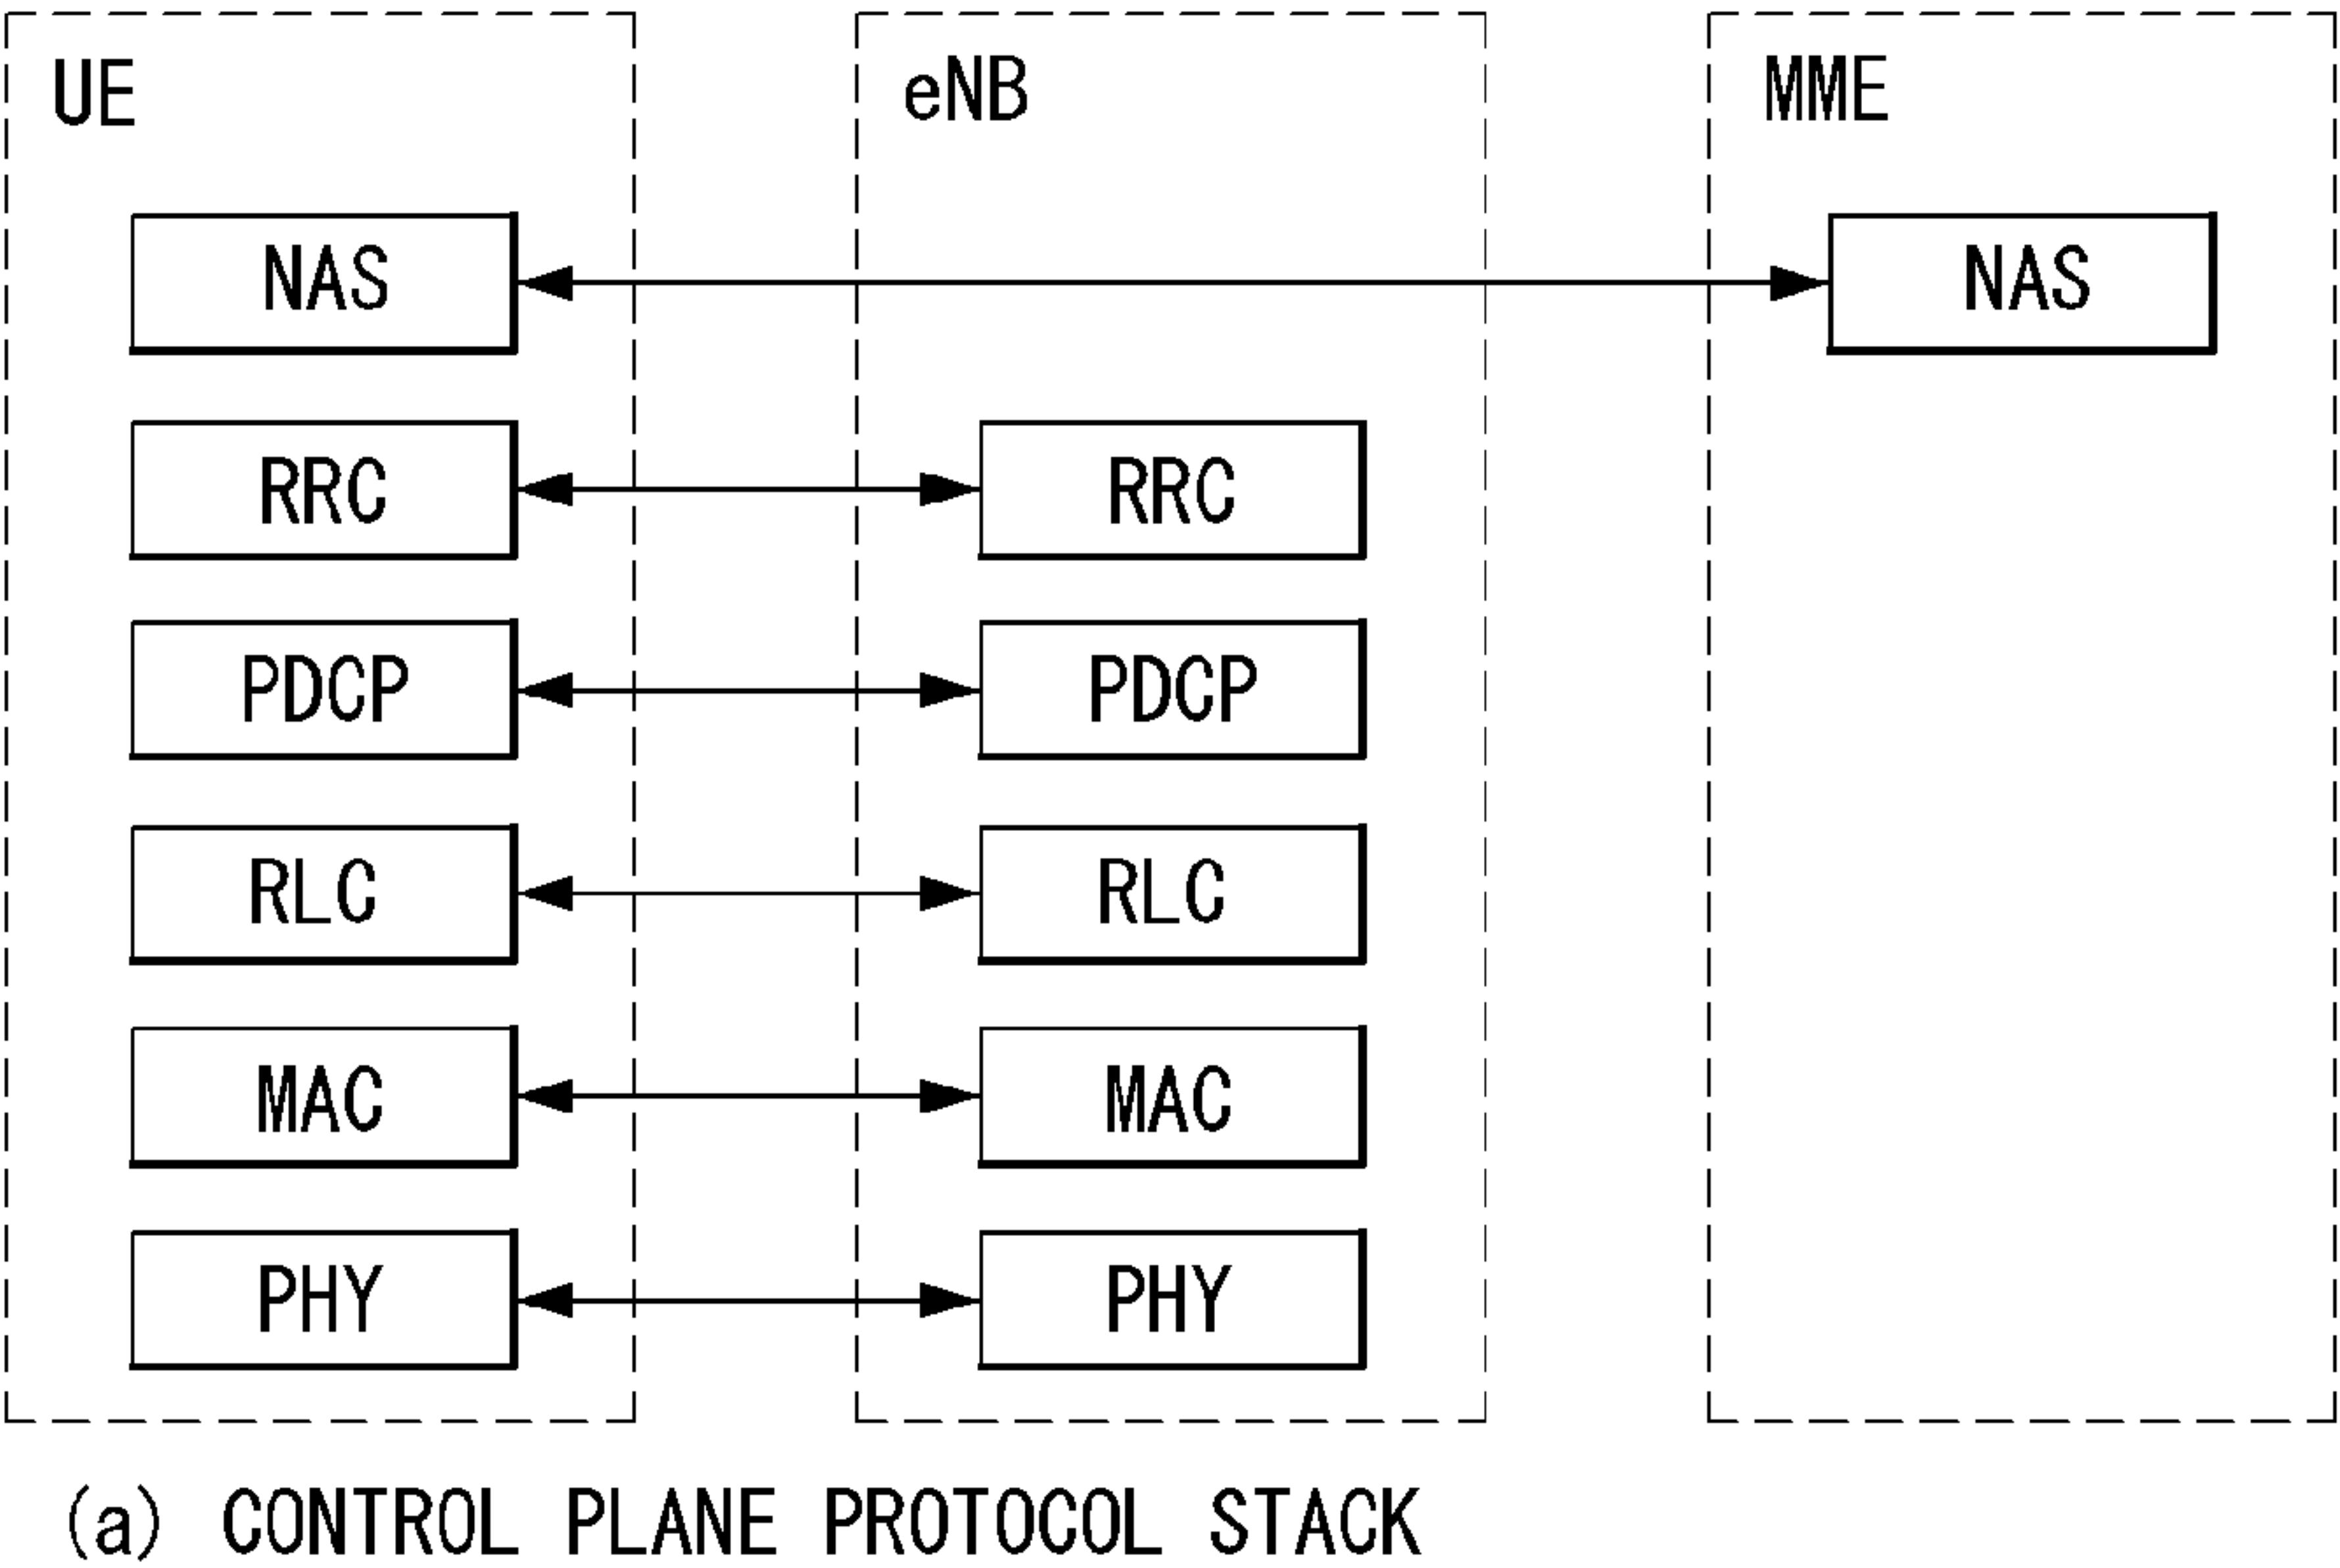 UE eNB MME
NAS NAS
RRC RRC
PDCP PDCP
RLC RLC
MAC MAC
PHY PHY
(a) CONTROL PLANE PROTOCOL STACK